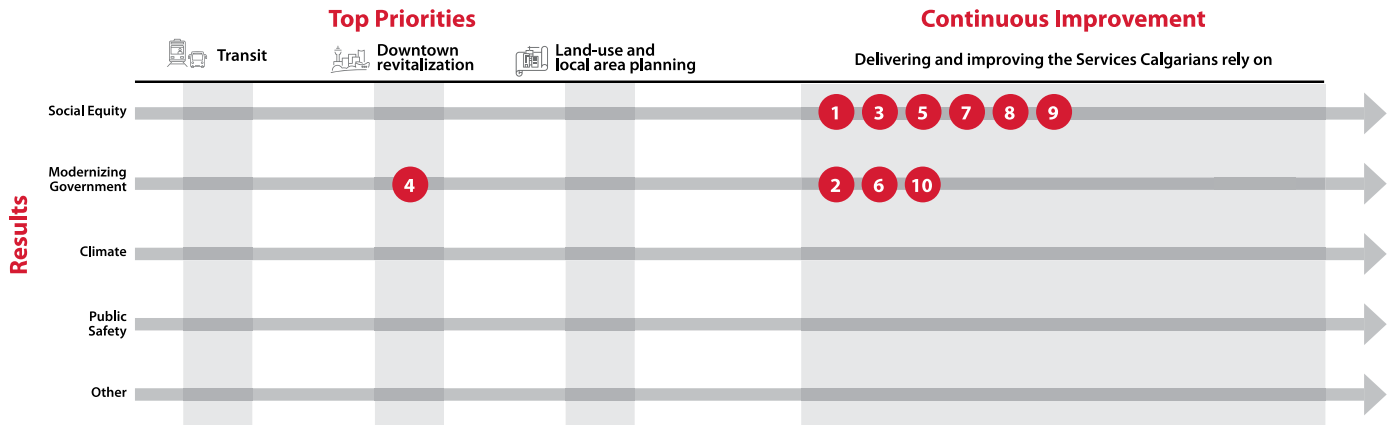 Top Priorities
Continuous Improvement
Transit
Downtown
revitalization
Land-use and
local area planning
Delivering and improving the Services Calgarians rely on
Results
Social Equity
1 3 5 7 8 9
Modernizing
Government
4 2 6 10
Climate
Public
Safety
Other